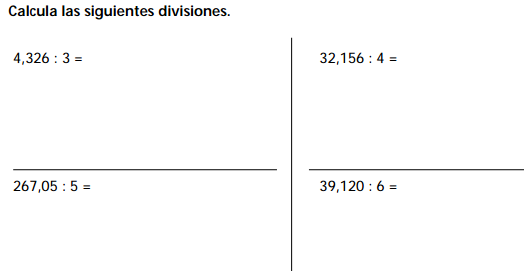 Calcula las siguientes divisiones.
4,326 : 3 =
32,156 : 4 =
267,05 : 5 =
39,120 : 6 =